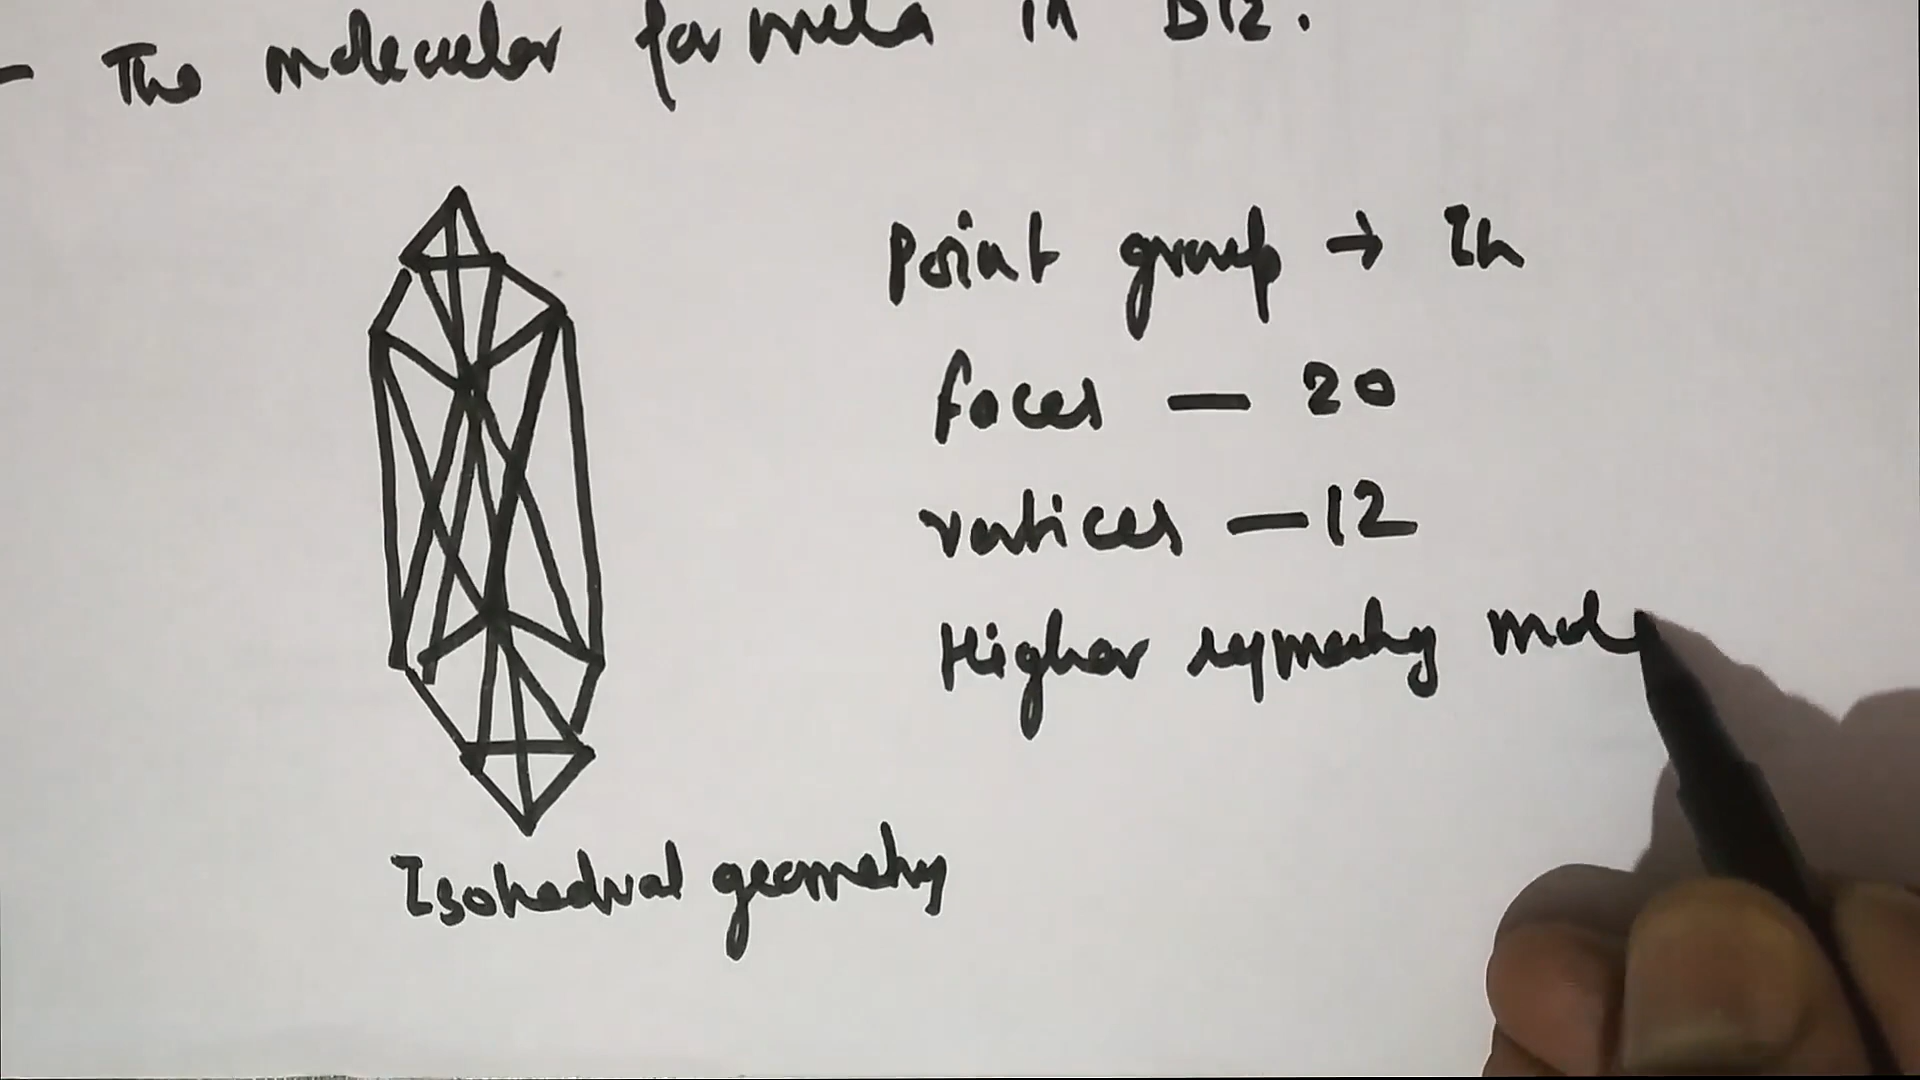 - The molecular formula is B12.
Point group → Ih
faces — 20
vertices — 12
Higher symmetry mol
Isohedral geometry